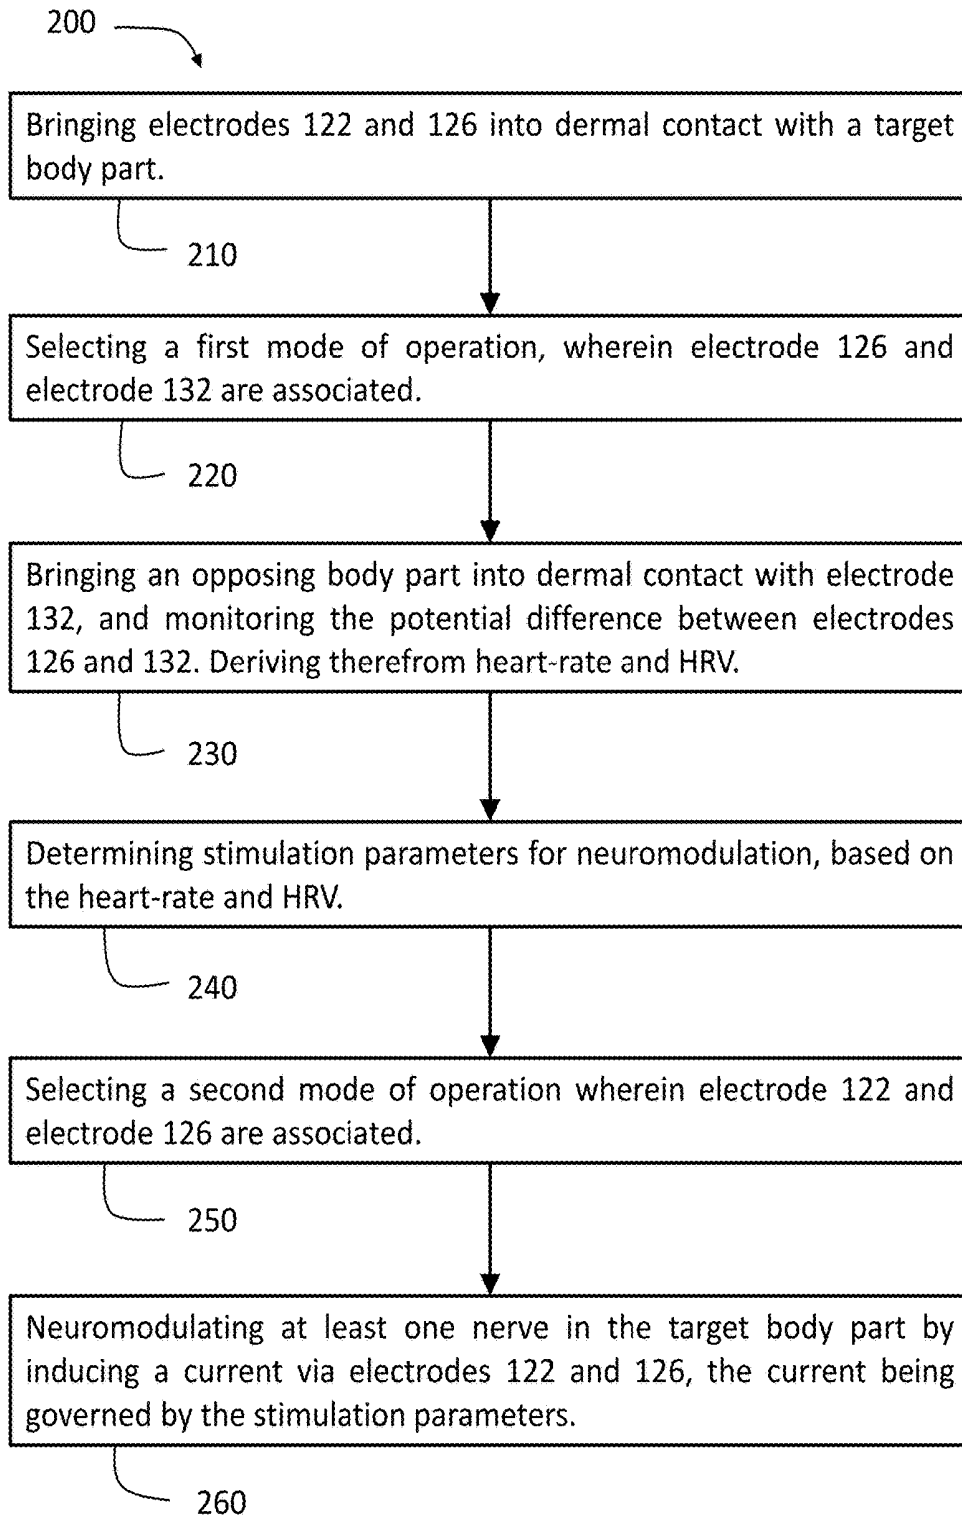 200
Bringing electrodes 122 and 126 into dermal contact with a target
body part.
210
Selecting a first mode of operation, wherein electrode 126 and
electrode 132 are associated.
220
Bringing an opposing body part into dermal contact with electrode
132, and monitoring the potential difference between electrodes
126 and 132. Deriving therefrom heart-rate and HRV.
230
Determining stimulation parameters for neuromodulation, based on
the heart-rate and HRV.
240
Selecting a second mode of operation wherein electrode 122 and
electrode 126 are associated.
250
Neuromodulating at least one nerve in the target body part by
inducing a current via electrodes 122 and 126, the current being
governed by the stimulation parameters.
260